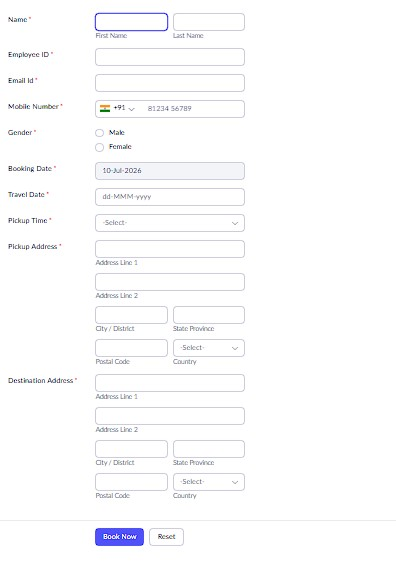 Name *
First Name Last Name
Employee ID *
Email Id *
Mobile Number * +91 81234 56789
Gender * Male
Female
Booking Date * 10-Jul-2026
Travel Date * dd-MMM-yyyy
Pickup Time * -Select-
Pickup Address *
Address Line 1
Address Line 2
City / District State Province
-Select-
Postal Code Country
Destination Address *
Address Line 1
Address Line 2
City / District State Province
-Select-
Postal Code Country
Book Now Reset